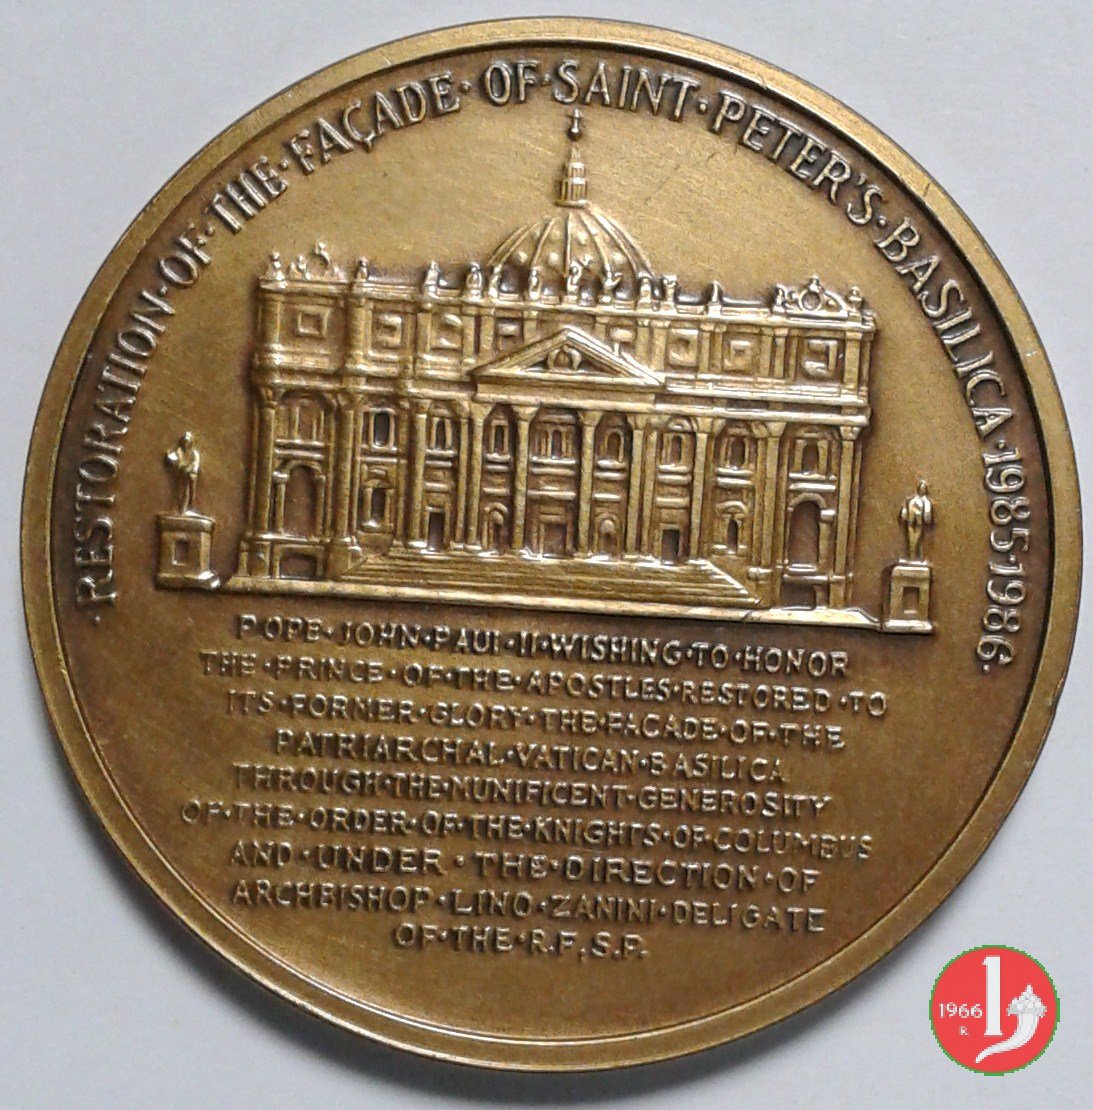 ·RESTORATION·OF·THE·FAÇADE·OF·SAINT·PETER'S·BASILICA·1985·1986·
POPE·JOHN·PAUL·II·WISHING·TO·HONOR
THE·PRINCE·OF·THE·APOSTLES·RESTORED·TO
ITS·FORMER·GLORY·THE·FACADE·OF·THE
PATRIARCHAL·VATICAN·BASILICA
THROUGH·THE·MUNIFICENT·GENEROSITY
OF·THE·ORDER·OF·THE·KNIGHTS·OF·COLUMBUS
AND·UNDER·THE·DIRECTION·OF
ARCHBISHOP·LINO·ZANINI·DELIGATE
OF·THE·R.F.S.P.
1966
R